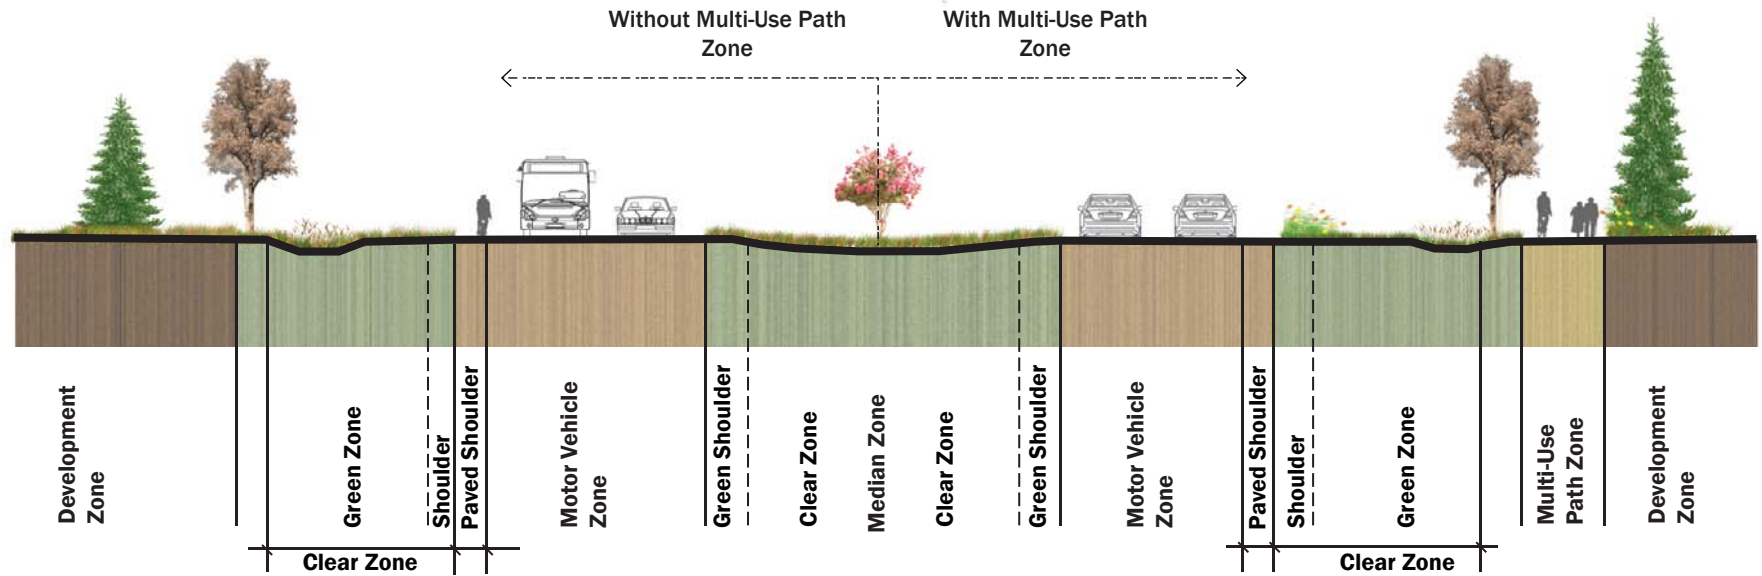 Without Multi-Use Path
Zone
With Multi-Use Path
Zone
Development
Zone
Green Zone
Shoulder
Paved Shoulder
Motor Vehicle
Zone
Green Shoulder
Clear Zone
Median Zone
Clear Zone
Green Shoulder
Motor Vehicle
Zone
Paved Shoulder
Shoulder
Green Zone
Multi-Use
Path Zone
Development
Zone
Clear Zone
Clear Zone